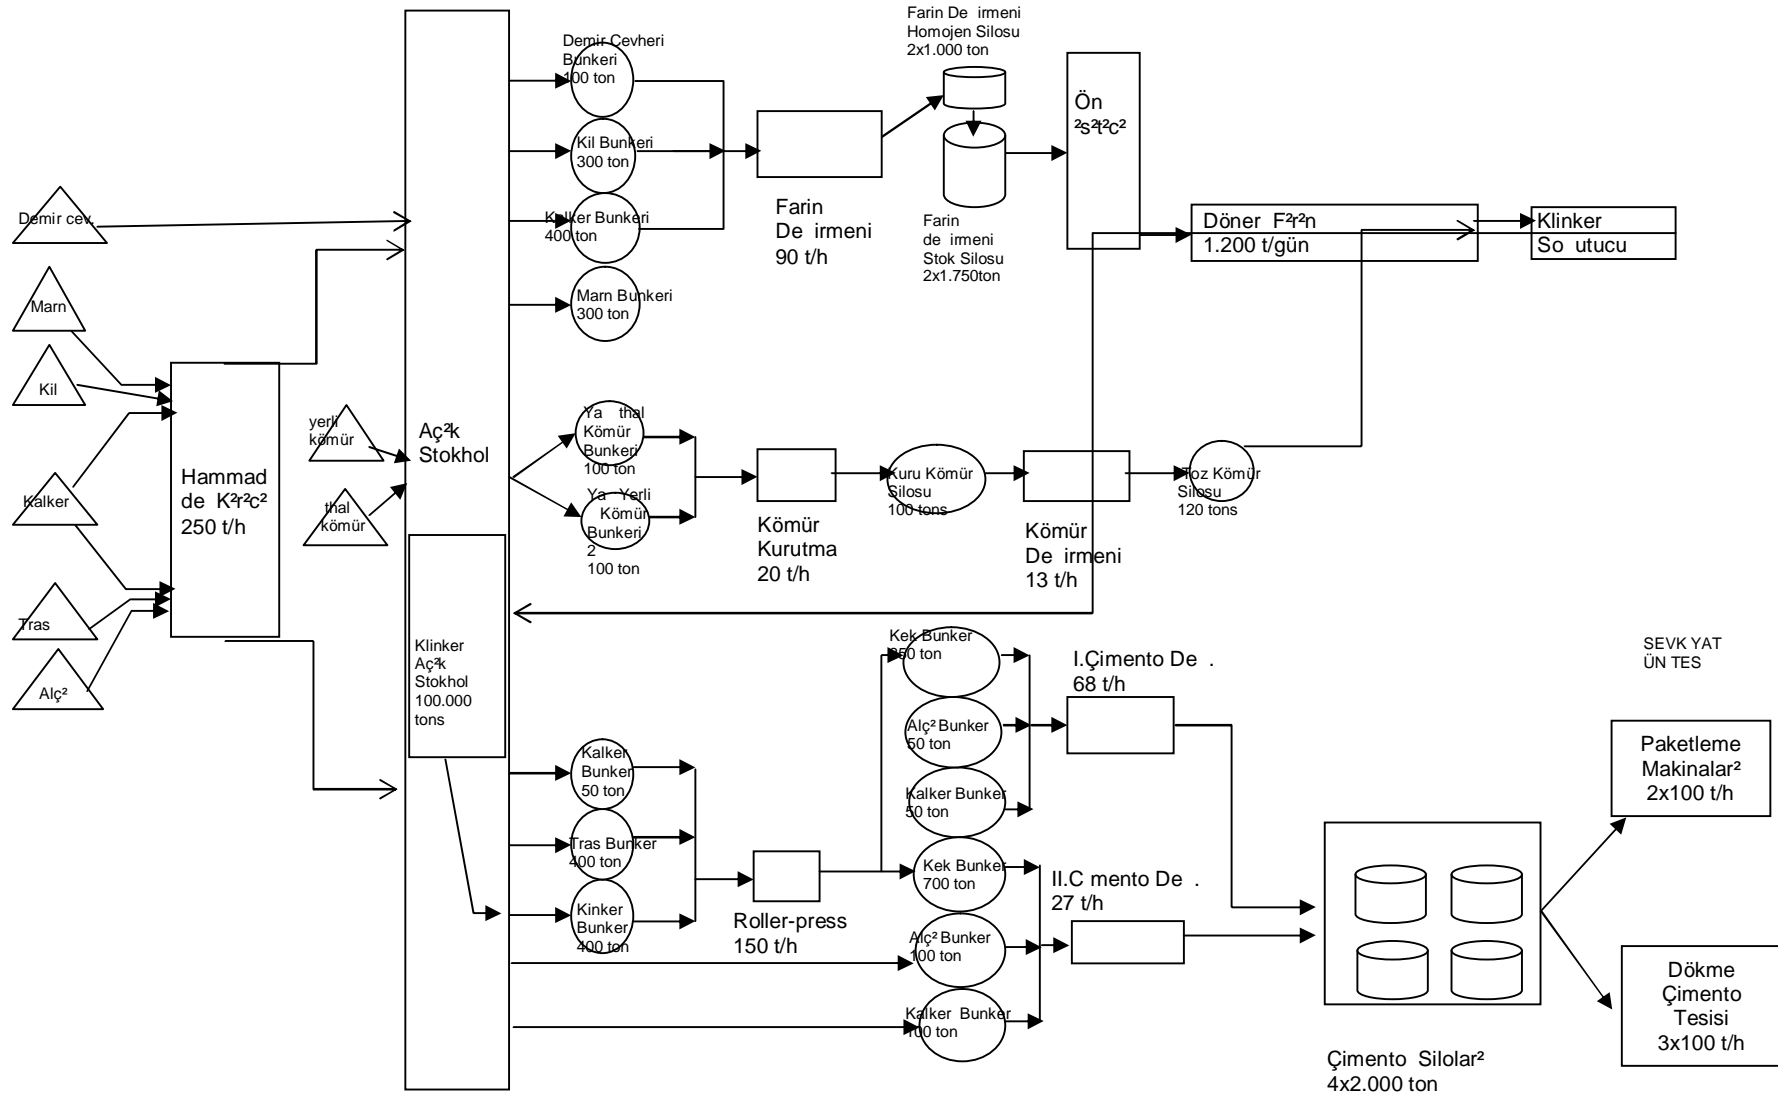 Farin De irmeni
Homojen Silosu
2x1.000 ton
Demir Cevheri
Bunkeri
100 ton
Ön
²s²t²c²
Kil Bunkeri
300 ton
Demir cev.
Kalker Bunkeri
400 ton
Farin
De irmeni
90 t/h
Farin
de irmeni
Stok Silosu
2x1.750ton
Döner F²r²n
1.200 t/gün
Klinker
So utucu
Marn
Marn Bunkeri
300 ton
Kil
yerli
kömür
Aç²k
Stokhol
Ya thal
Kömür
Bunkeri
100 ton
Hammad
de K²r²c²
250 t/h
Kalker
thal
kömür
Ya Yerli
Kömür
Bunkeri
2
100 ton
Kömür
Kurutma
20 t/h
Kuru Kömür
Silosu
100 tons
Kömür
De irmeni
13 t/h
Toz Kömür
Silosu
120 tons
Tras
Alç²
Klinker
Aç²k
Stokhol
100.000
tons
Kek Bunker
350 ton
I.Çimento De .
68 t/h
SEVK YAT
ÜN TES
Alç² Bunker
50 ton
Kalker
Bunker
50 ton
Kalker Bunker
50 ton
Paketleme
Makinalar²
2x100 t/h
Tras Bunker
400 ton
Kek Bunker
700 ton
II.C mento De .
27 t/h
Kinker
Bunker
400 ton
Roller-press
150 t/h
Alç² Bunker
100 ton
Kalker Bunker
100 ton
Dökme
Çimento
Tesisi
3x100 t/h
Çimento Silolar²
4x2.000 ton